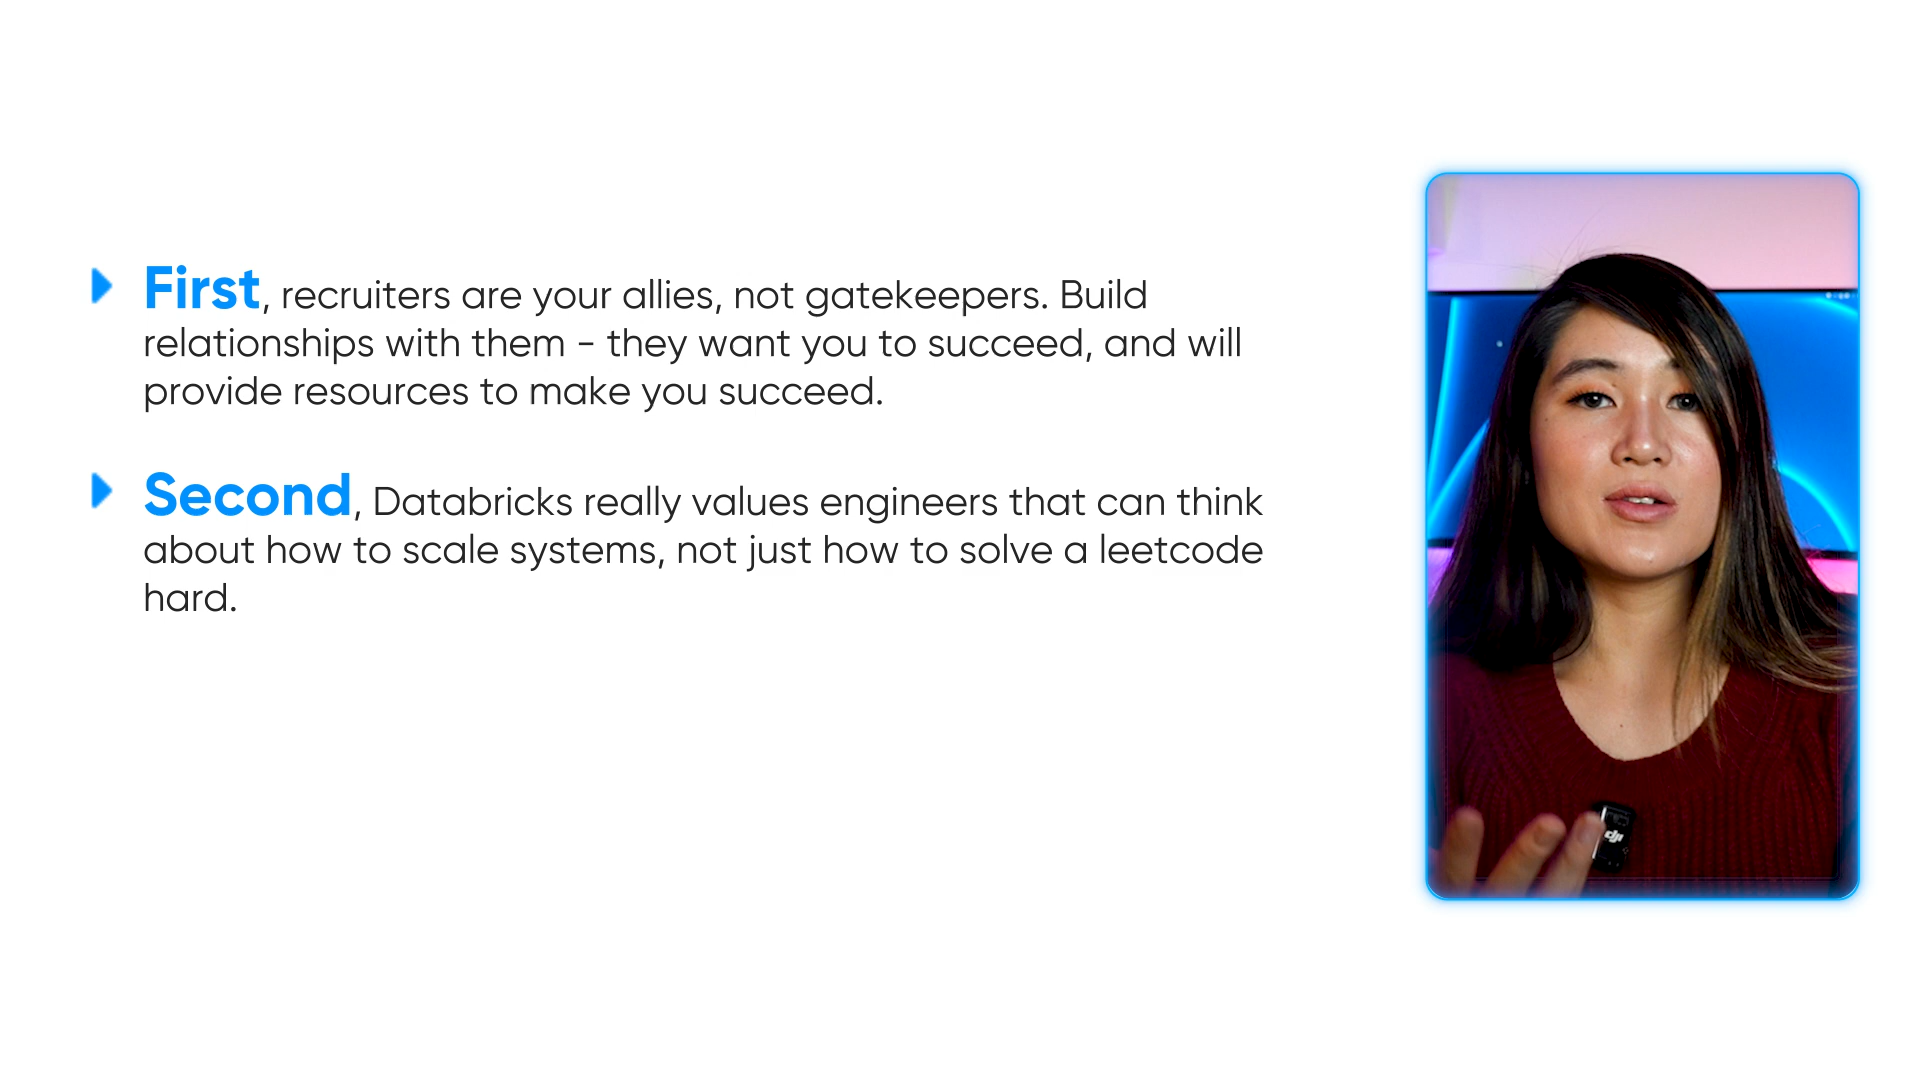 First, recruiters are your allies, not gatekeepers. Build
relationships with them - they want you to succeed, and will
provide resources to make you succeed.
Second, Databricks really values engineers that can think
about how to scale systems, not just how to solve a leetcode
hard.
dji